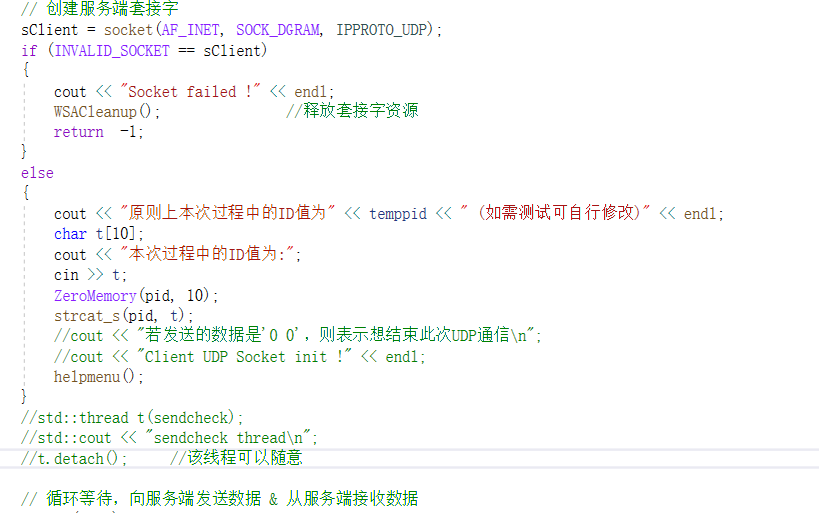 // 创建服务端套接字
sClient = socket(AF_INET, SOCK_DGRAM, IPPROTO_UDP);
if (INVALID_SOCKET == sClient)
{
cout << "Socket failed !" << endl;
WSACleanup(); //释放套接字资源
return -1;
}
else
{
cout << "原则上本次过程中的ID值为" << temppid << " (如需测试可自行修改)" << endl;
char t[10];
cout << "本次过程中的ID值为:";
cin >> t;
ZeroMemory(pid, 10);
strcat_s(pid, t);
//cout << "若发送的数据是'0 0', 则表示想结束此次UDP通信\n";
//cout << "Client UDP Socket init !" << endl;
helpmenu();
}
//std::thread t(sendcheck);
//std::cout << "sendcheck thread\n";
//t.detach(); //该线程可以随意
// 循环等待, 向服务端发送数据 & 从服务端接收数据